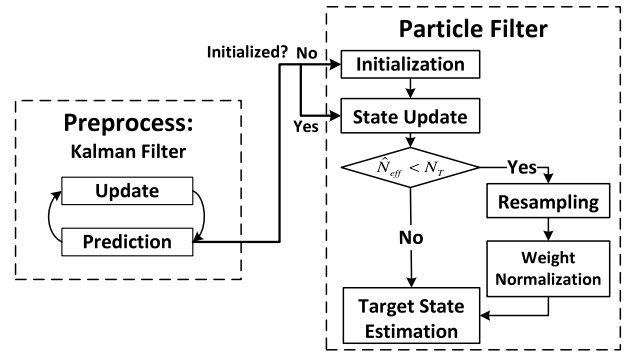 Preprocess:
Kalman Filter
Update
Prediction
Initialized?
No
Yes
Particle Filter
Initialization
State Update
N̂eff < NT
Yes
No
Resampling
Weight
Normalization
Target State
Estimation